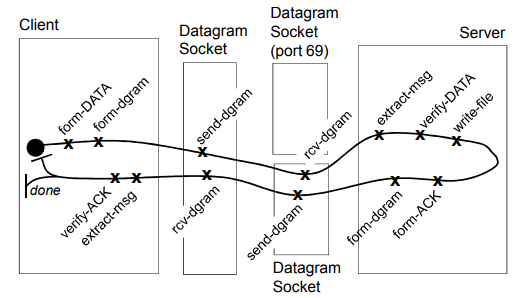 Client
Datagram
Socket
Datagram
Socket
(port 69)
Server
form-DATA
form-dgram
send-dgram
rcv-dgram
extract-msg
verify-DATA
write-file
done
verify-ACK
extract-msg
rcv-dgram
send-dgram
form-dgram
form-ACK
Datagram
Socket